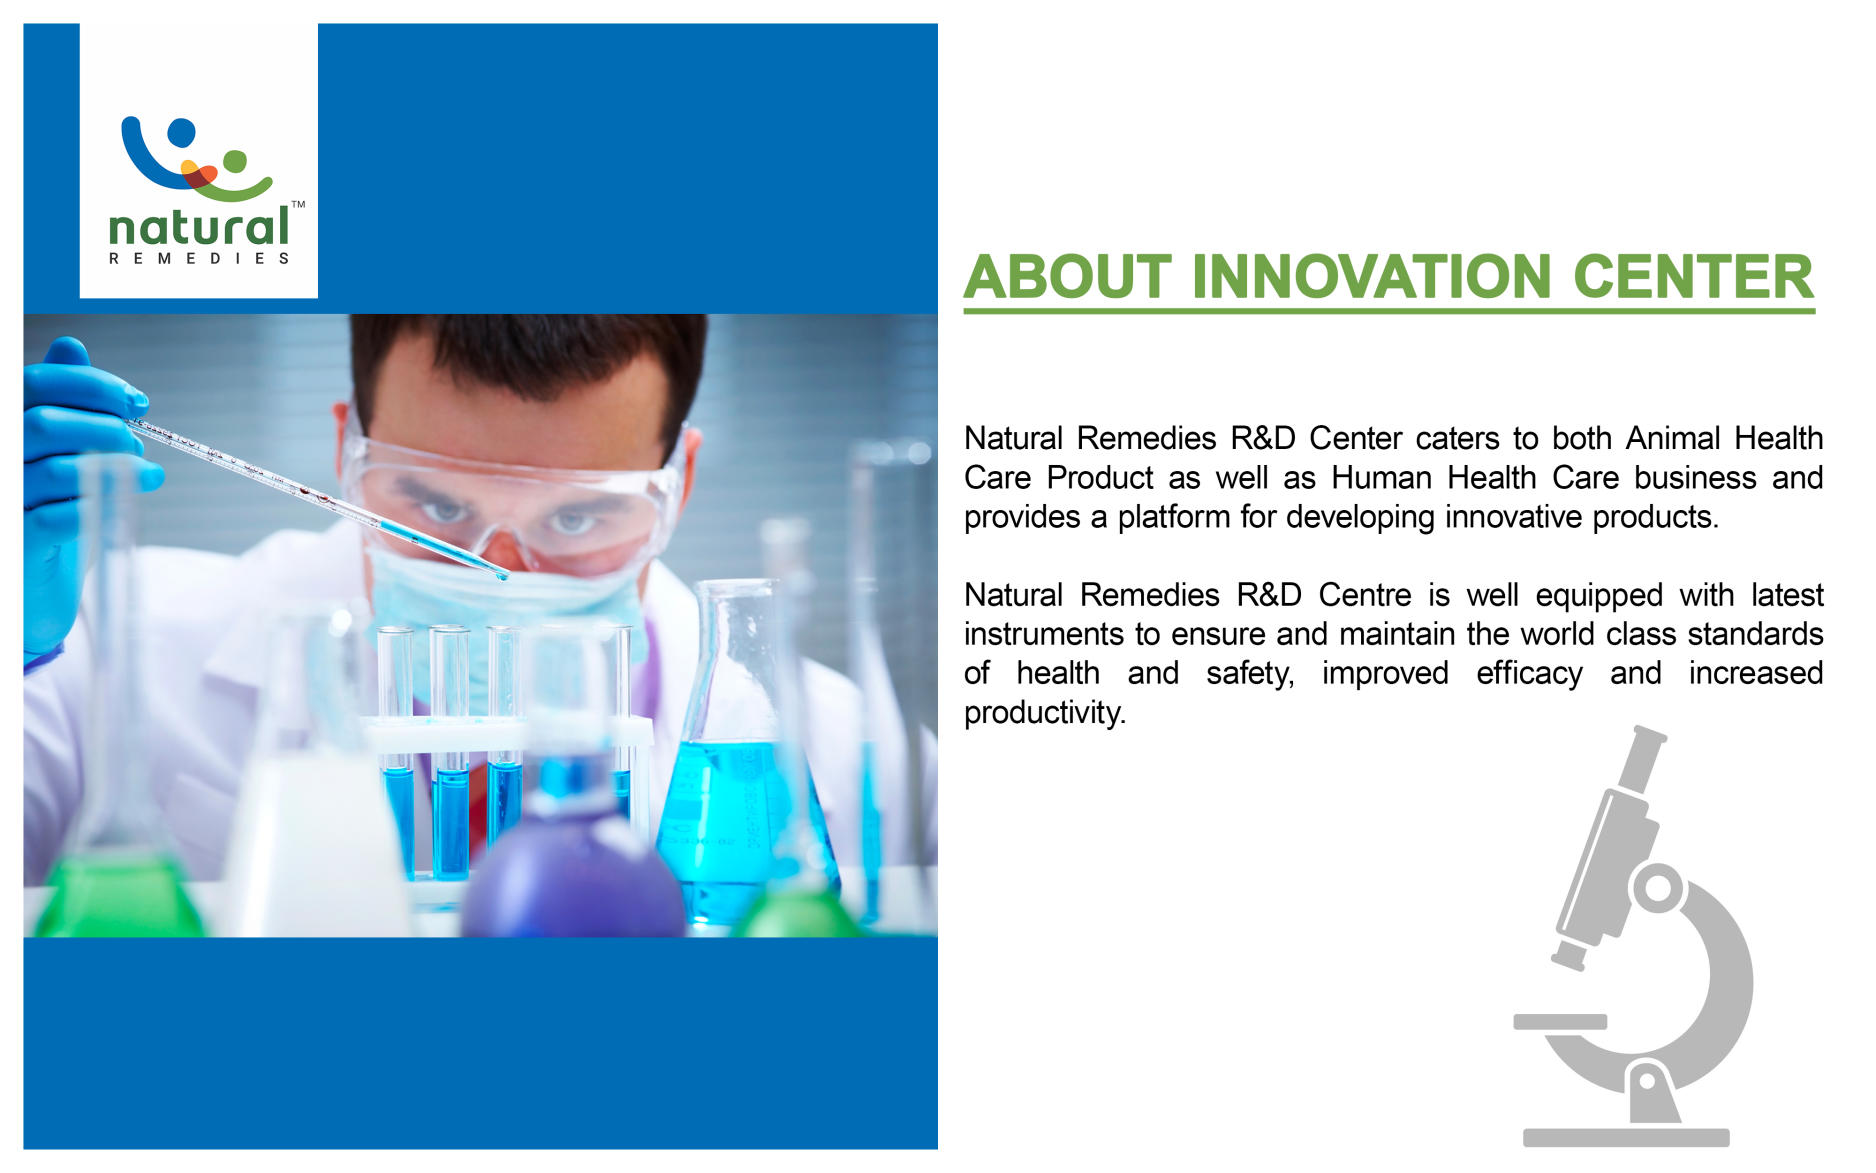 natural™
REMEDIES
ABOUT INNOVATION CENTER
Natural Remedies R&D Center caters to both Animal Health
Care Product as well as Human Health Care business and
provides a platform for developing innovative products.
Natural Remedies R&D Centre is well equipped with latest
instruments to ensure and maintain the world class standards
of health and safety, improved efficacy and increased
productivity.